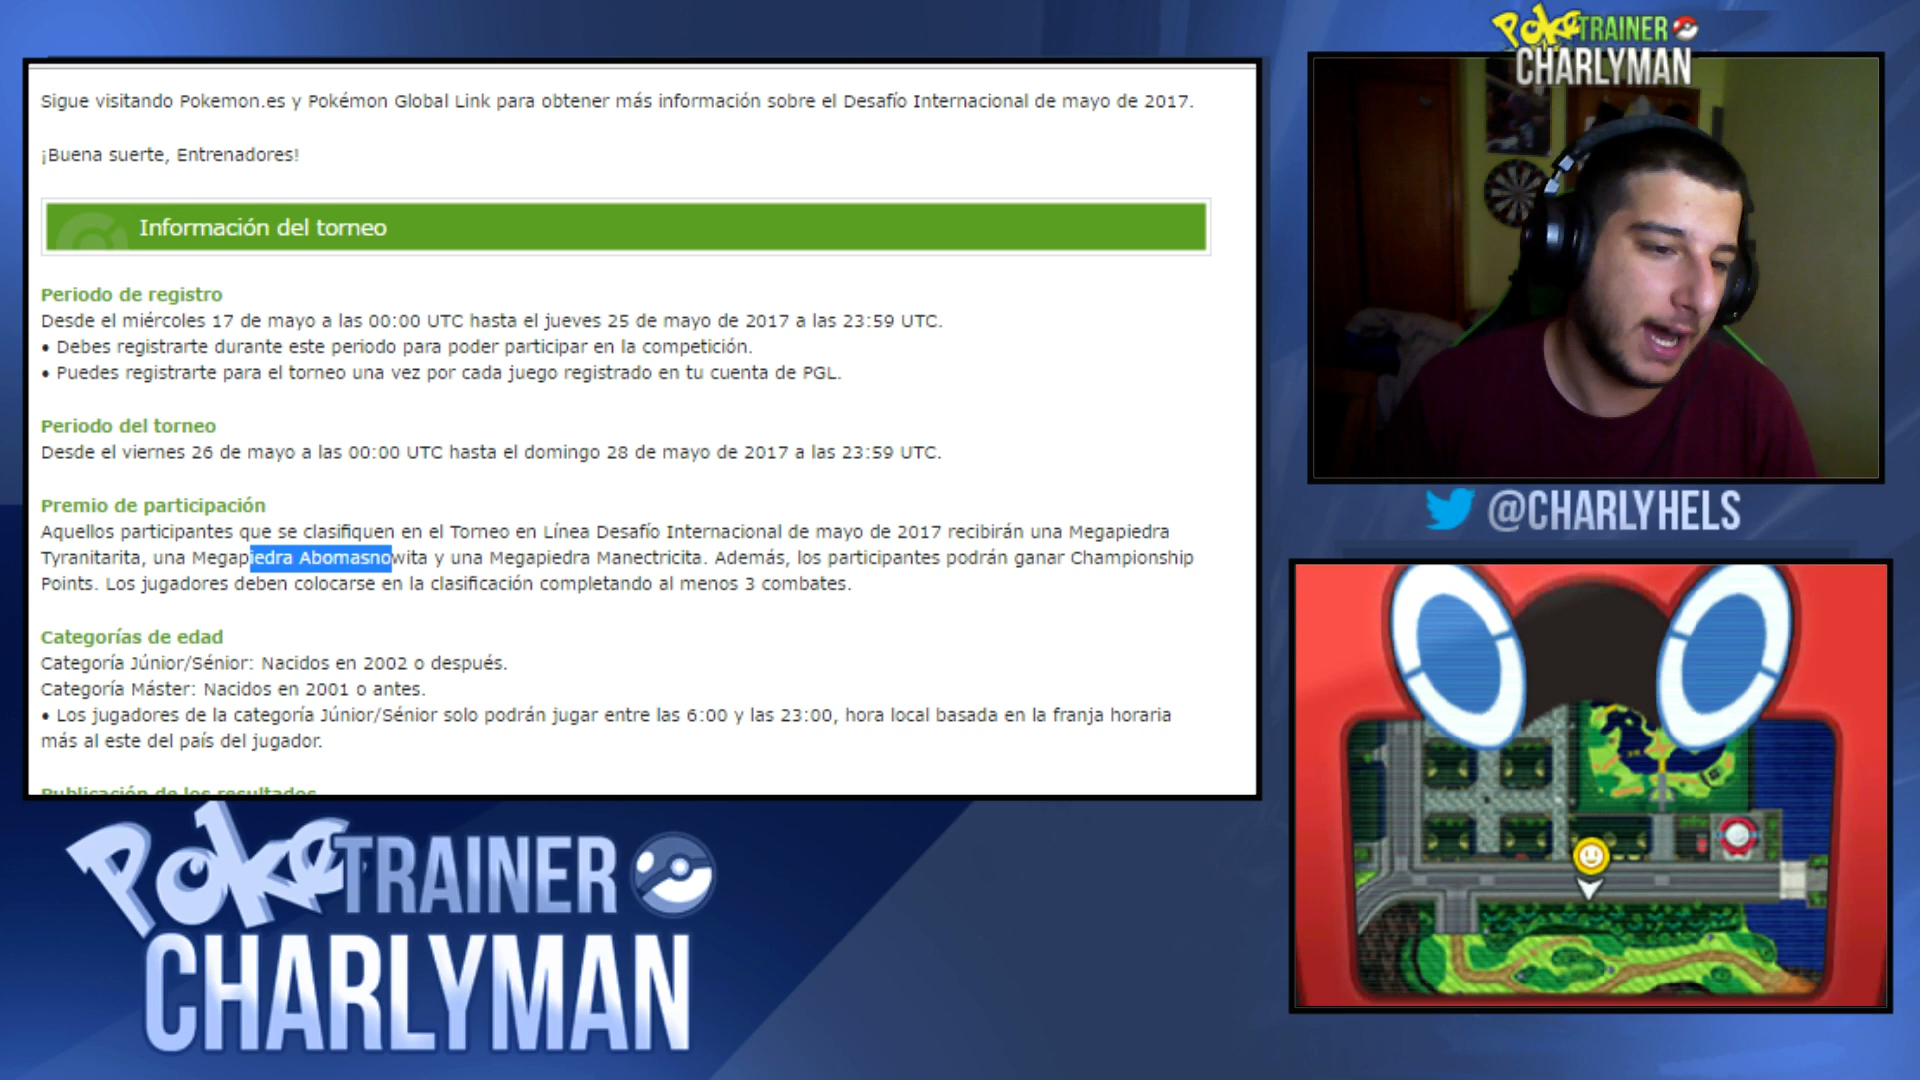 Sigue visitando Pokemon.es y Pokémon Global Link para obtener más información sobre el Desafío Internacional de mayo de 2017.
¡Buena suerte, Entrenadores!
Información del torneo
Periodo de registro
Desde el miércoles 17 de mayo a las 00:00 UTC hasta el jueves 25 de mayo de 2017 a las 23:59 UTC.
• Debes registrarte durante este periodo para poder participar en la competición.
• Puedes registrarte para el torneo una vez por cada juego registrado en tu cuenta de PGL.
Periodo del torneo
Desde el viernes 26 de mayo a las 00:00 UTC hasta el domingo 28 de mayo de 2017 a las 23:59 UTC.
Premio de participación
Aquellos participantes que se clasifiquen en el Torneo en Línea Desafío Internacional de mayo de 2017 recibirán una Megapiedra
Tyranitarita, una Megapiedra Abomasnowita y una Megapiedra Manectricita. Además, los participantes podrán ganar Championship
Points. Los jugadores deben colocarse en la clasificación completando al menos 3 combates.
Categorías de edad
Categoría Júnior/Sénior: Nacidos en 2002 o después.
Categoría Máster: Nacidos en 2001 o antes.
• Los jugadores de la categoría Júnior/Sénior solo podrán jugar entre las 6:00 y las 23:00, hora local basada en la franja horaria
más al este del país del jugador.
Publicación de los resultados
PokeTRAINER
CHARLYMAN
PokeTRAINER
CHARLYMAN
@CHARLYHELS